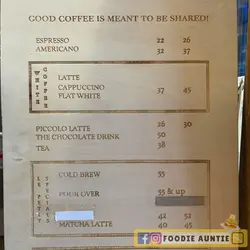 GOOD COFFEE IS MEANT TO BE SHARED!
ESPRESSO 22 26
AMERICANO 32 37
WHITE COFFEE
LATTE
CAPPUCCINO 37 45
FLAT WHITE
PICCOLO LATTE 26 30
THE CHOCOLATE DRINK 50
TEA 38
LE PETIT SPECIALS
COLD BREW 55
POUR OVER 55 & up
42 52
MATCHA LATTE 40 45
FOODIE AUNTIE